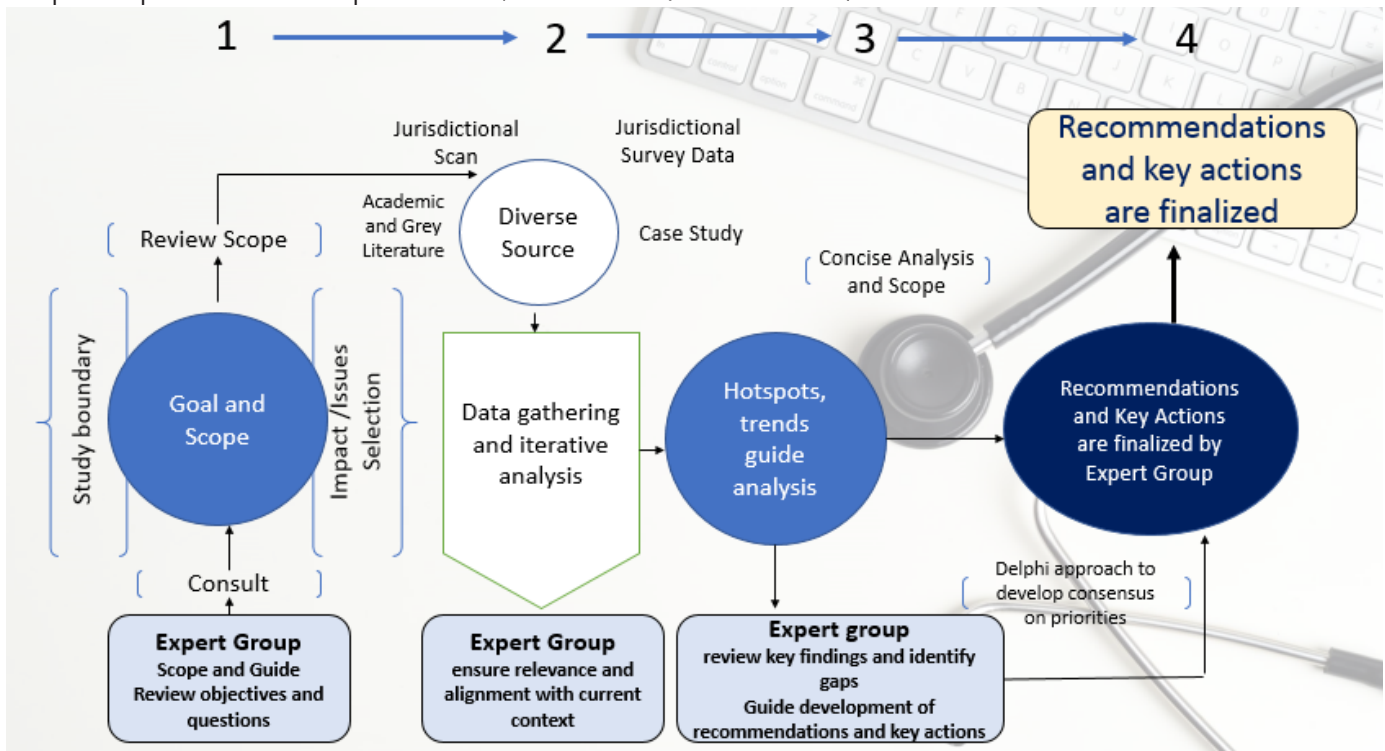 1
2
3
4
Jurisdictional
Scan
Jurisdictional
Survey Data
Academic
and Grey
Literature
Diverse
Source
Case Study
Review Scope
Study boundary
Goal and
Scope
Impact /Issues
Selection
Consult
Expert Group
Scope and Guide
Review objectives and
questions
Data gathering
and iterative
analysis
Expert Group
ensure relevance and
alignment with current
context
Concise Analysis
and Scope
Hotspots,
trends
guide
analysis
Expert group
review key findings and identify
gaps
Guide development of
recommendations and key actions
Delphi approach to
develop consensus
on priorities
Recommendations
and Key Actions
are finalized by
Expert Group
Recommendations
and key actions
are finalized
control
option
command